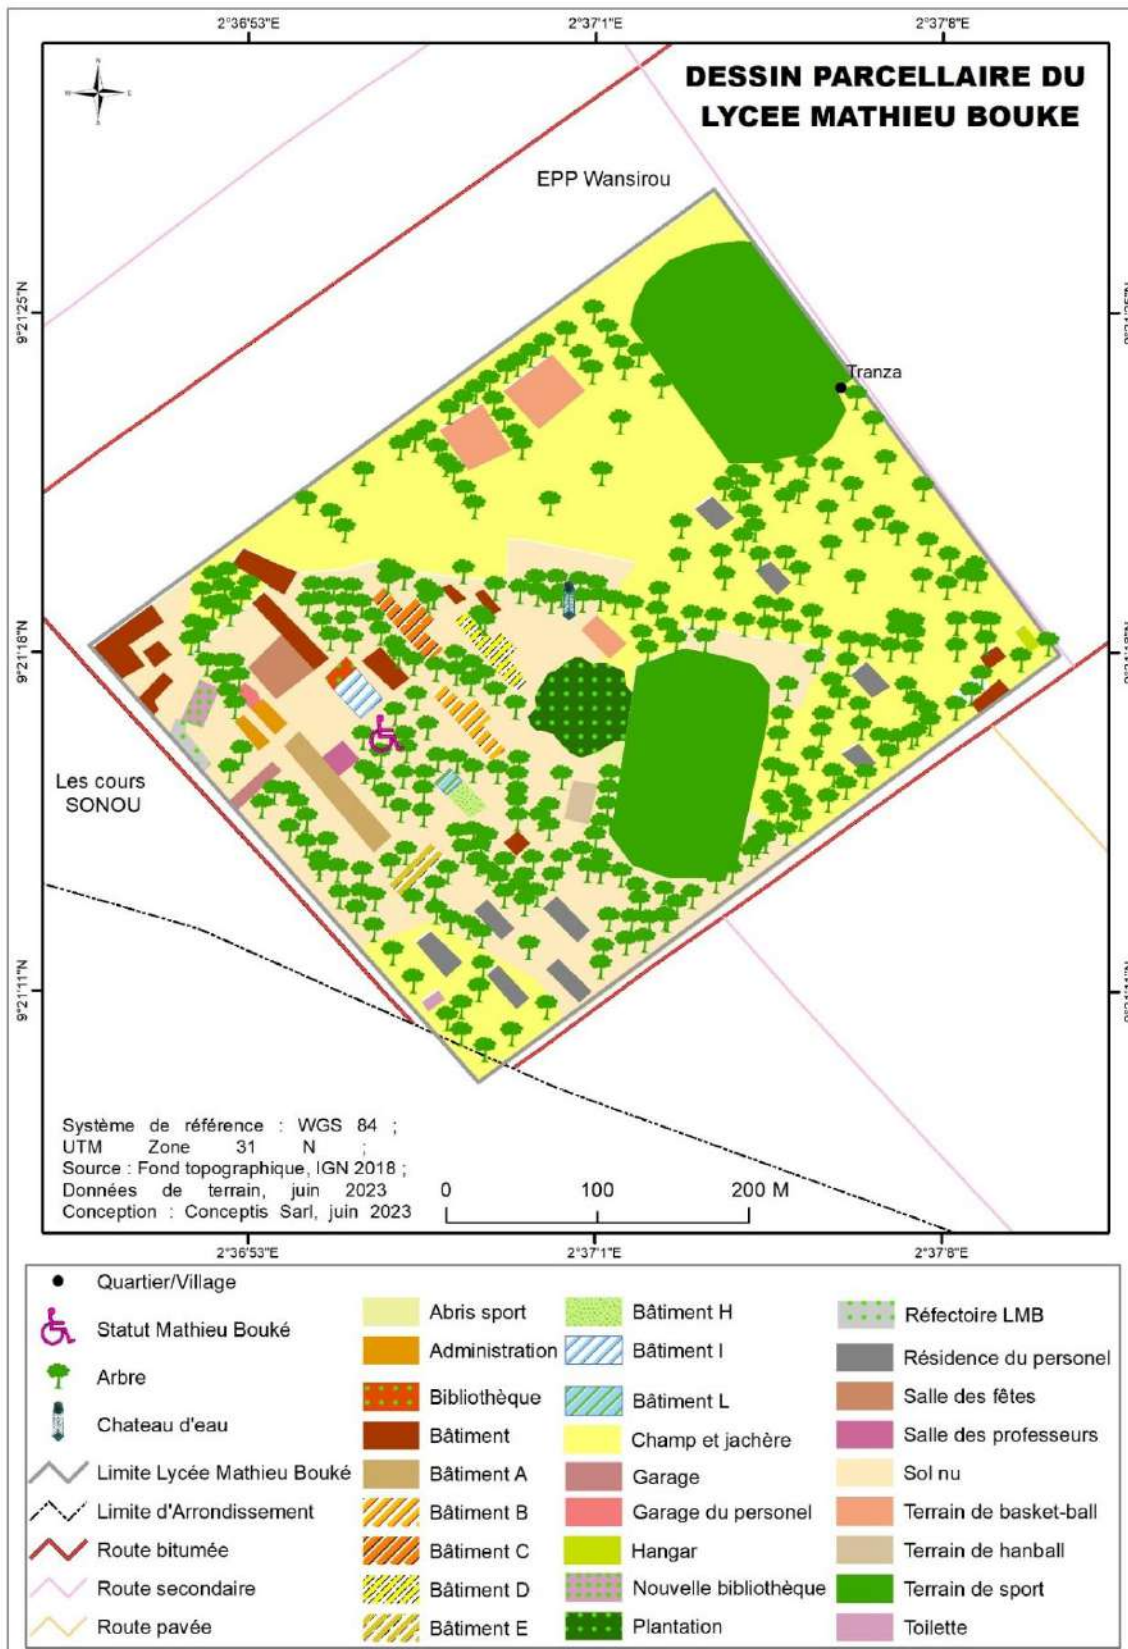 2°36'53"E
2°37'1"E
2°37'8"E
N
W
E
DESSIN PARCELLAIRE DU
LYCEE MATHIEU BOUKE
EPP Wansirou
9°21'25"N
Tranza
9°21'18"N
9°21'18"N
Les cours
SONOU
9°21'11"N
9°21'11"N
Système de référence : WGS 84 ;
UTM Zone 31 N ;
Source : Fond topographique, IGN 2018 ;
Données de terrain, juin 2023
Conception : Conceptis Sarl, juin 2023
0 100 200 M
2°36'53"E
2°37'1"E
2°37'8"E
Quartier/Village
Statut Mathieu Bouké
Arbre
Chateau d'eau
Limite Lycée Mathieu Bouké
Limite d'Arrondissement
Route bitumée
Route secondaire
Route pavée
Abris sport
Administration
Bibliothèque
Bâtiment
Bâtiment A
Bâtiment B
Bâtiment C
Bâtiment D
Bâtiment E
Bâtiment H
Bâtiment I
Bâtiment L
Champ et jachère
Garage
Garage du personel
Hangar
Nouvelle bibliothèque
Plantation
Réfectoire LMB
Résidence du personel
Salle des fêtes
Salle des professeurs
Sol nu
Terrain de basket-ball
Terrain de hanball
Terrain de sport
Toilette